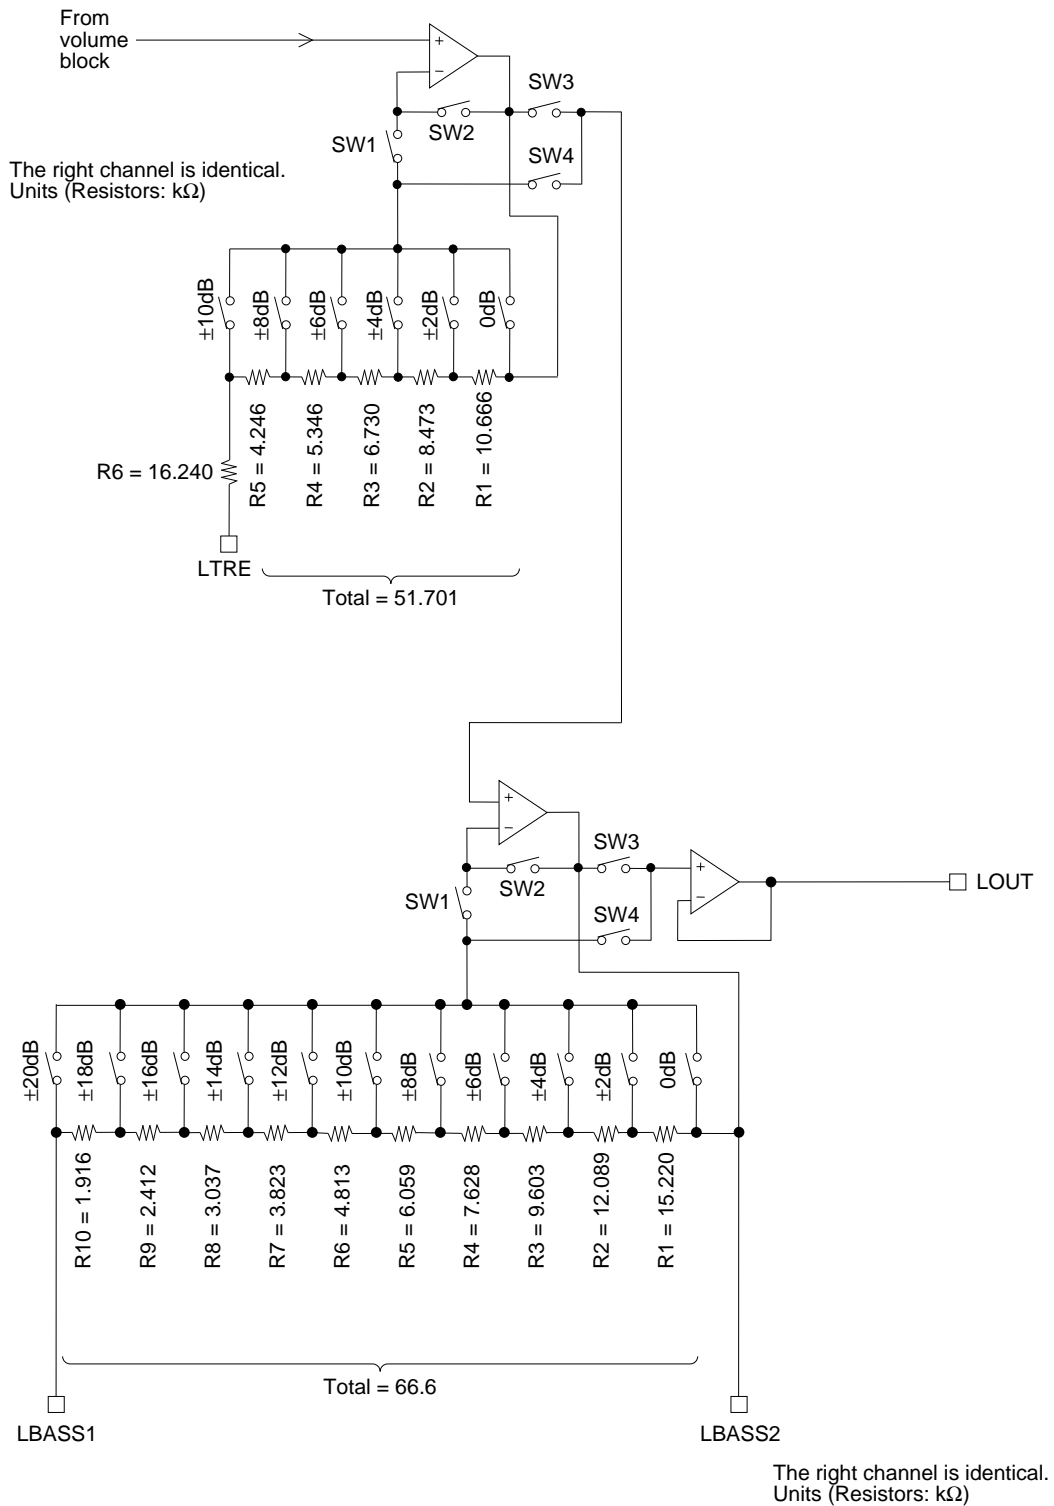 From
volume
block
+
−
SW3
SW2
SW1
SW4
The right channel is identical.
Units (Resistors: kΩ)
±10dB
±8dB
±6dB
±4dB
±2dB
0dB
R6 = 16.240
R5 = 4.246
R4 = 5.346
R3 = 6.730
R2 = 8.473
R1 = 10.666
LTRE
Total = 51.701
+
−
SW3
SW2
SW1
SW4
+
−
LOUT
±20dB
±18dB
±16dB
±14dB
±12dB
±10dB
±8dB
±6dB
±4dB
±2dB
0dB
R10 = 1.916
R9 = 2.412
R8 = 3.037
R7 = 3.823
R6 = 4.813
R5 = 6.059
R4 = 7.628
R3 = 9.603
R2 = 12.089
R1 = 15.220
Total = 66.6
LBASS1
LBASS2
The right channel is identical.
Units (Resistors: kΩ)